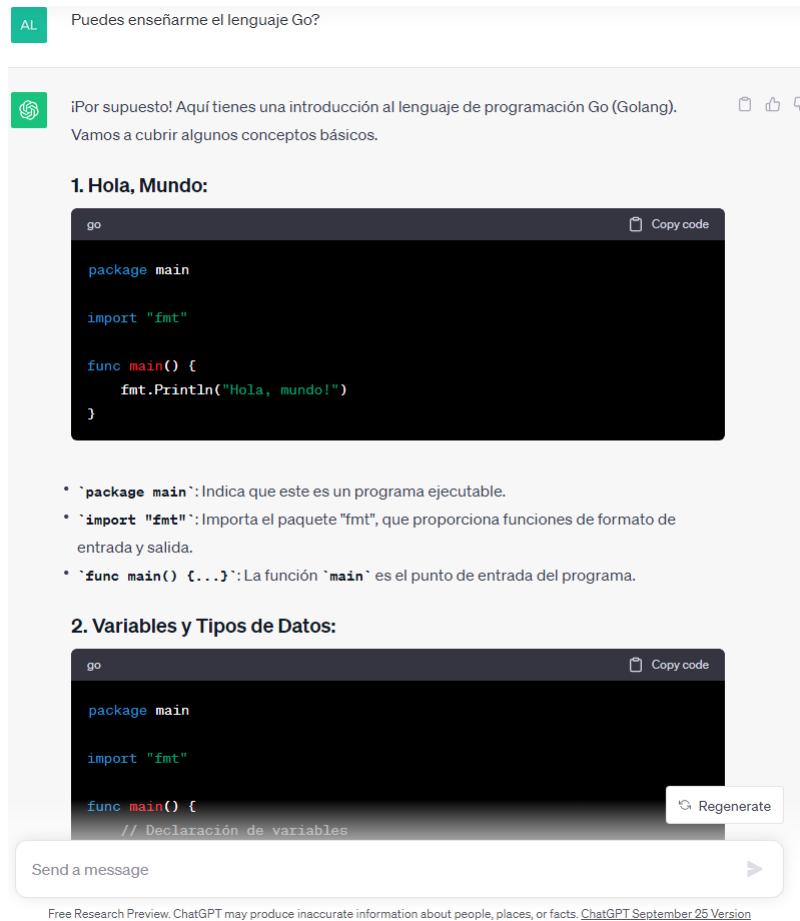 AL
Puedes enseñarme el lenguaje Go?
¡Por supuesto! Aquí tienes una introducción al lenguaje de programación Go (Golang).
Vamos a cubrir algunos conceptos básicos.
1. Hola, Mundo:
go
Copy code
package main
import "fmt"
func main() {
    fmt.Println("Hola, mundo!")
}
• `package main`: Indica que este es un programa ejecutable.
• `import "fmt"`: Importa el paquete "fmt", que proporciona funciones de formato de
entrada y salida.
• `func main() {...}`: La función `main` es el punto de entrada del programa.
2. Variables y Tipos de Datos:
go
Copy code
package main
import "fmt"
func main() {
    // Declaración de variables
Regenerate
Send a message
Free Research Preview. ChatGPT may produce inaccurate information about people, places, or facts. ChatGPT September 25 Version